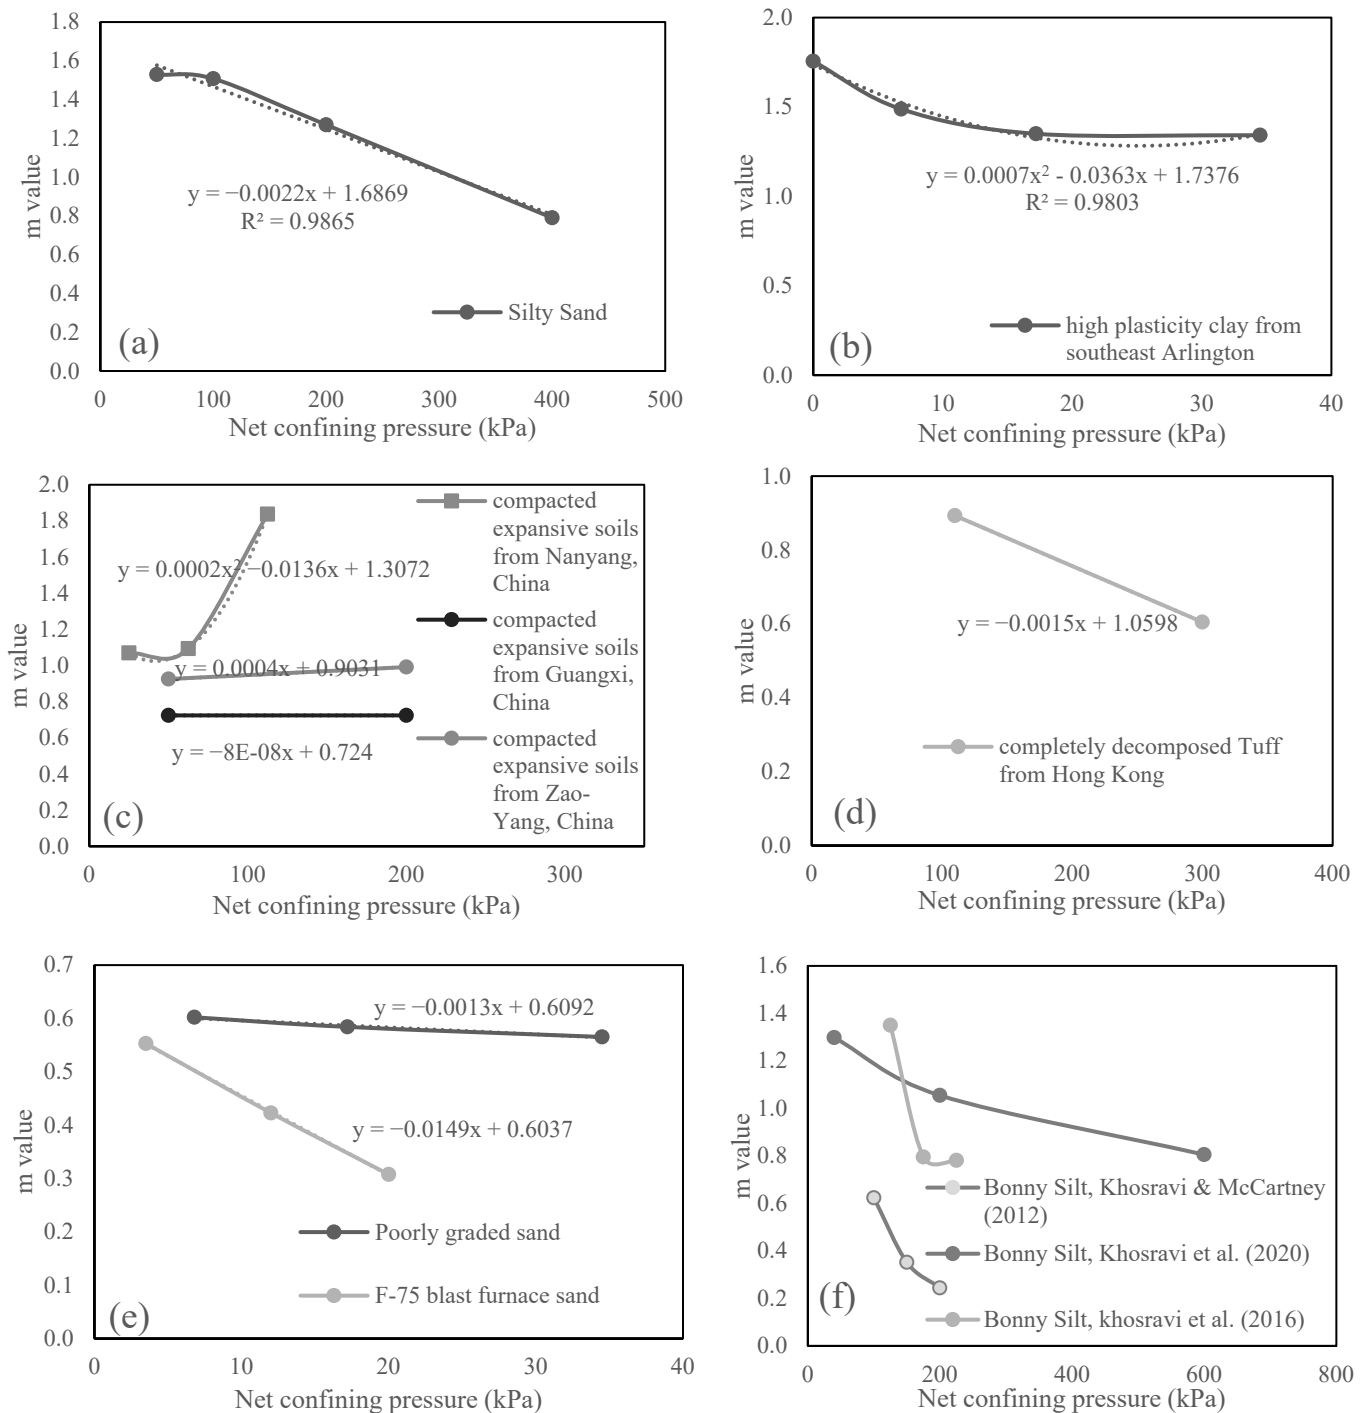 1.8
1.6
1.4
1.2
1.0
0.8
0.6
0.4
0.2
0.0
m value
y = −0.0022x + 1.6869
R² = 0.9865
Silty Sand
(a)
0 100 200 300 400 500
Net confining pressure (kPa)
2.0
1.5
1.0
0.5
0.0
m value
y = 0.0007x² - 0.0363x + 1.7376
R² = 0.9803
high plasticity clay from
southeast Arlington
(b)
0 10 20 30 40
Net confining pressure (kPa)
2.0
1.8
1.6
1.4
1.2
1.0
0.8
0.6
0.4
0.2
0.0
m value
y = 0.0002x² −0.0136x + 1.3072
y = 0.0004x + 0.9031
y = −8E-08x + 0.724
compacted
expansive soils
from Nanyang,
China
compacted
expansive soils
from Guangxi,
China
compacted
expansive soils
from Zao-
Yang, China
(c)
0 100 200 300
Net confining pressure (kPa)
1.0
0.8
0.6
0.4
0.2
0.0
m value
y = −0.0015x + 1.0598
completely decomposed Tuff
from Hong Kong
(d)
0 100 200 300 400
Net confining pressure (kPa)
0.7
0.6
0.5
0.4
0.3
0.2
0.1
0.0
m value
y = −0.0013x + 0.6092
y = −0.0149x + 0.6037
Poorly graded sand
F-75 blast furnace sand
(e)
0 10 20 30 40
Net confining pressure (kPa)
1.6
1.4
1.2
1.0
0.8
0.6
0.4
0.2
0.0
m value
Bonny Silt, Khosravi & McCartney
(2012)
Bonny Silt, Khosravi et al. (2020)
Bonny Silt, khosravi et al. (2016)
(f)
0 200 400 600 800
Net confining pressure (kPa)